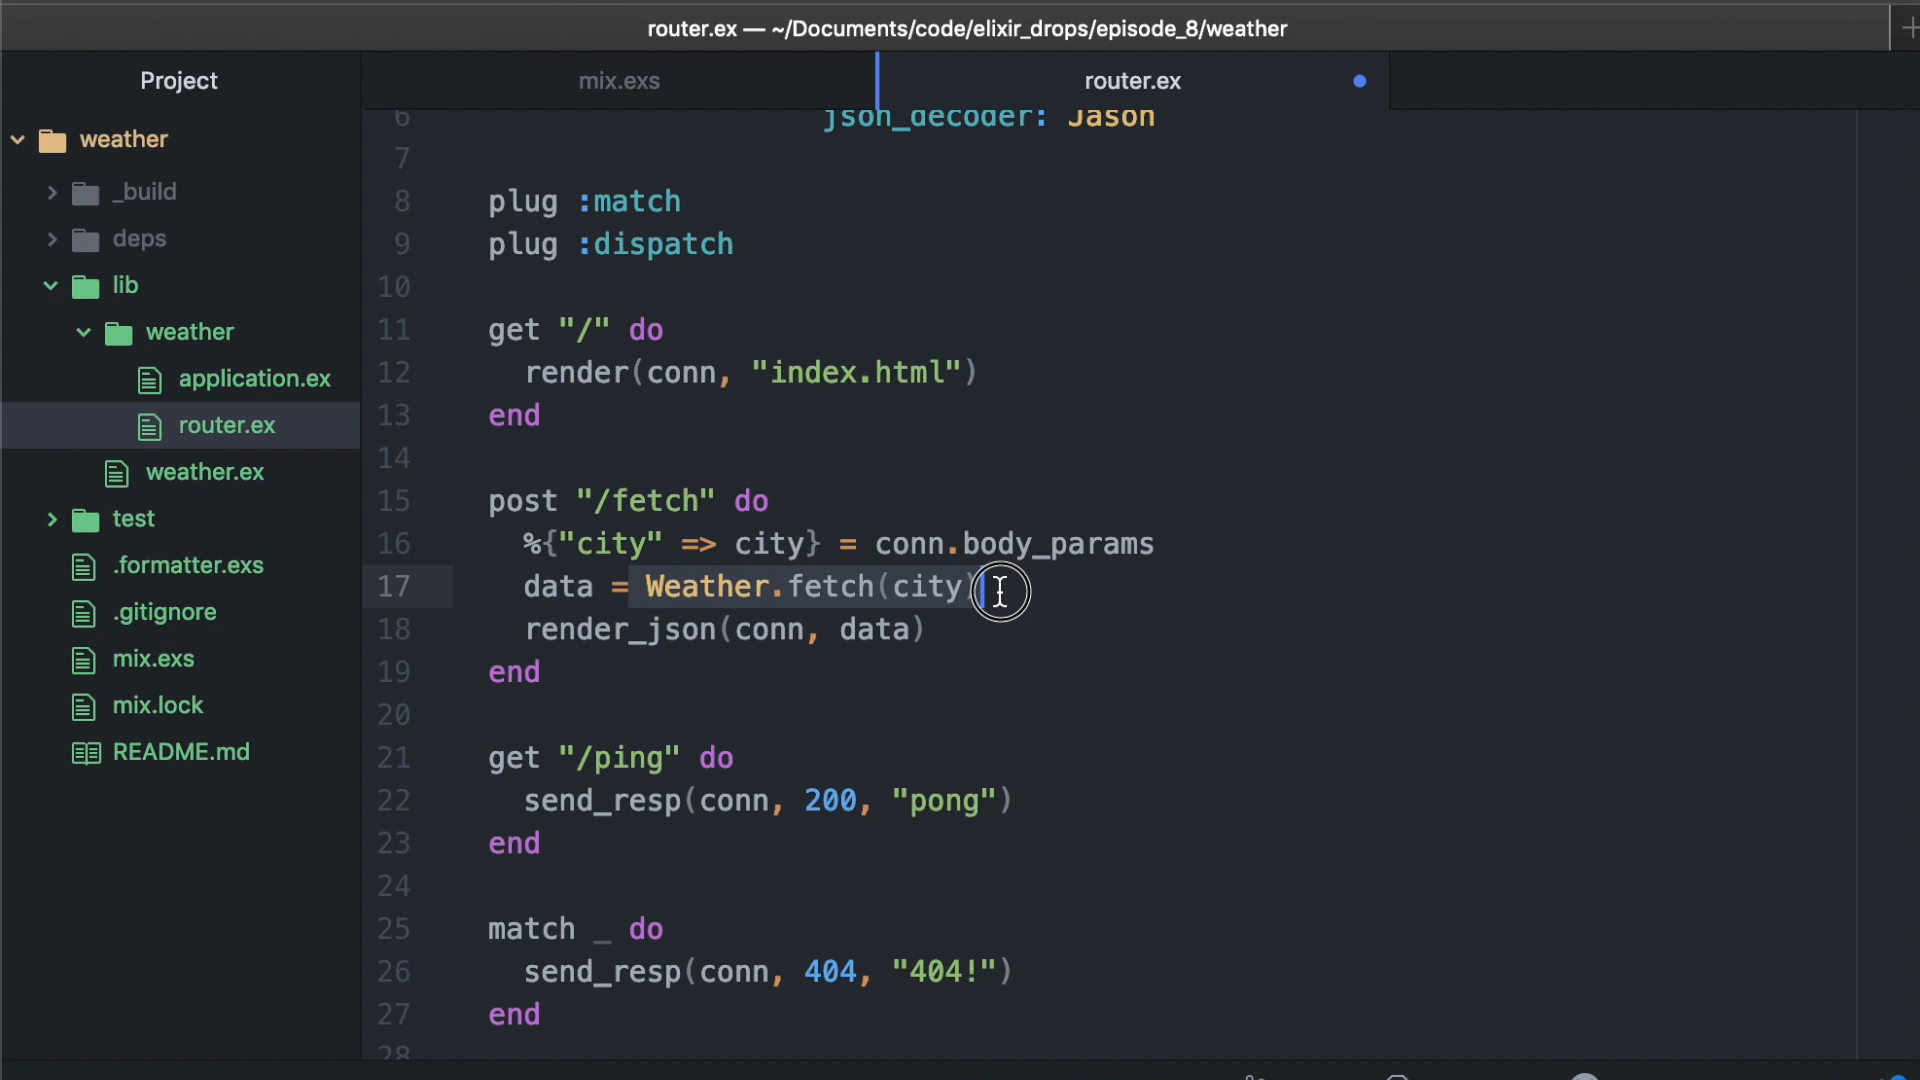 router.ex — ~/Documents/code/elixir_drops/episode_8/weather
Project
mix.exs
router.ex
weather
_build
deps
lib
weather
application.ex
router.ex
weather.ex
test
.formatter.exs
.gitignore
mix.exs
mix.lock
README.md
6 json_decoder: Jason
7
8 plug :match
9 plug :dispatch
10
11 get "/" do
12 render(conn, "index.html")
13 end
14
15 post "/fetch" do
16 %{"city" => city} = conn.body_params
17 data = Weather.fetch(city)
18 render_json(conn, data)
19 end
20
21 get "/ping" do
22 send_resp(conn, 200, "pong")
23 end
24
25 match _ do
26 send_resp(conn, 404, "404!")
27 end
28